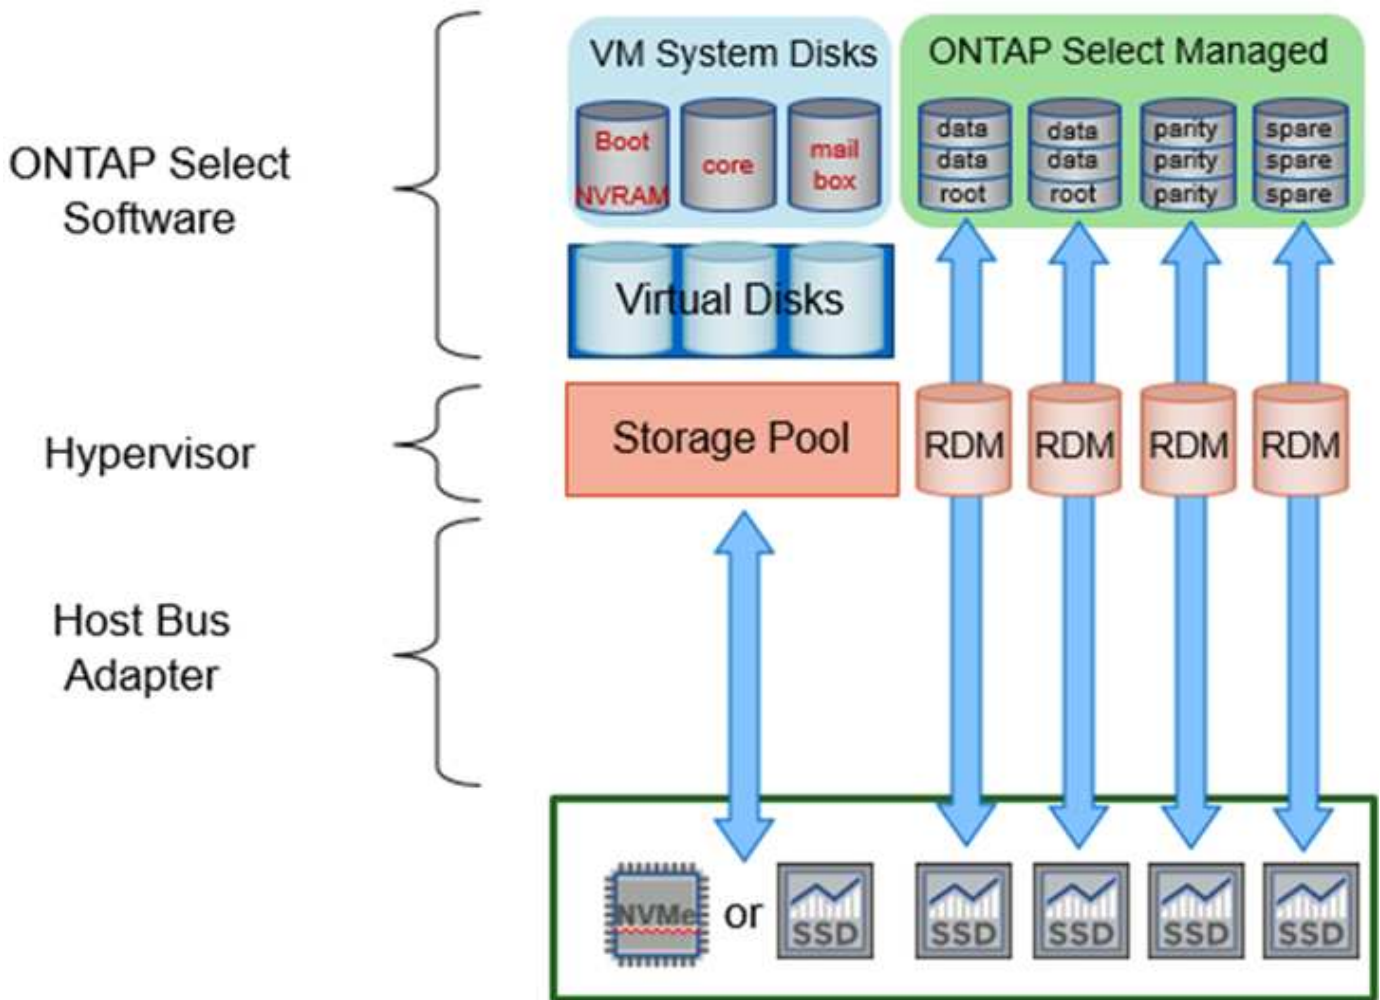 VM System Disks
ONTAP Select Managed
Boot
NVRAM
core
mail
box
data
data
root
data
data
root
parity
parity
parity
spare
spare
spare
ONTAP Select
Software
Virtual Disks
Hypervisor
Storage Pool
RDM
RDM
RDM
RDM
Host Bus
Adapter
NVMe
or
SSD
SSD
SSD
SSD
SSD